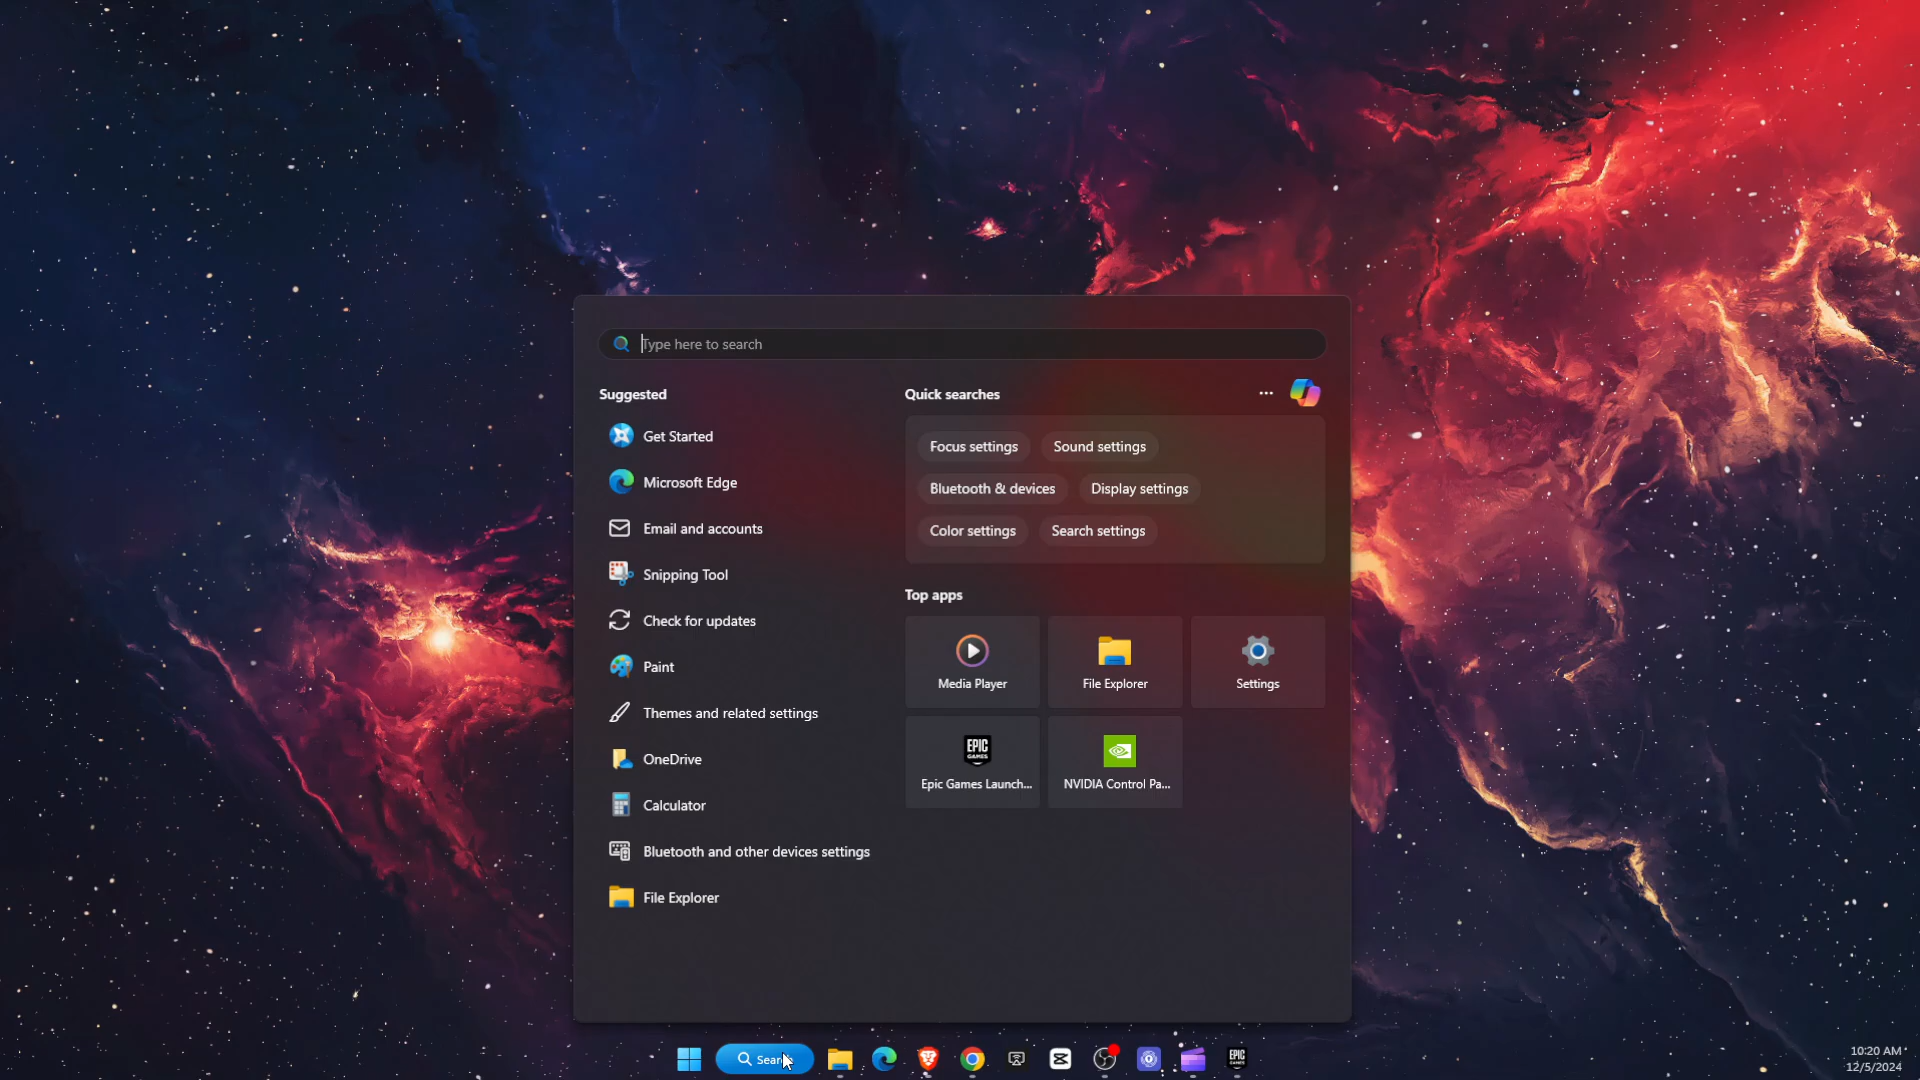 Type here to search
Suggested
Get Started
Microsoft Edge
Email and accounts
Snipping Tool
Check for updates
Paint
Themes and related settings
OneDrive
Calculator
Bluetooth and other devices settings
File Explorer
Quick searches
Focus settings
Sound settings
Bluetooth & devices
Display settings
Color settings
Search settings
Top apps
Media Player
File Explorer
Settings
EPIC
GAMES
Epic Games Launch...
NVIDIA Control Pa...
Search
EPIC
GAMES
10:20 AM
12/5/2024